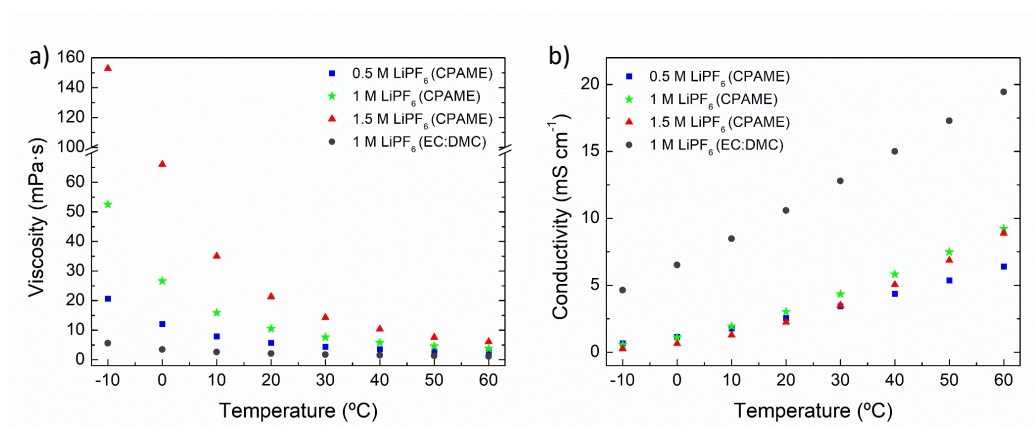 a)
160
140
120
100
60
50
40
30
20
10
0
-10 0 10 20 30 40 50 60
Viscosity (mPa·s)
Temperature (ºC)
0.5 M LiPF6 (CPAME)
1 M LiPF6 (CPAME)
1.5 M LiPF6 (CPAME)
1 M LiPF6 (EC:DMC)
b)
20
15
10
5
0
-10 0 10 20 30 40 50 60
Conductivity (mS cm-1)
Temperature (ºC)
0.5 M LiPF6 (CPAME)
1 M LiPF6 (CPAME)
1.5 M LiPF6 (CPAME)
1 M LiPF6 (EC:DMC)